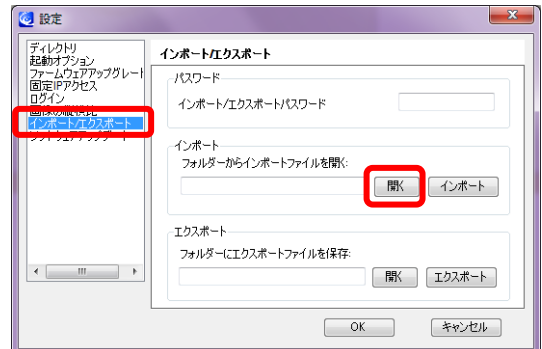 設定
ディレクトリ
起動オプション
ファームウェアアップグレード
固定IPアクセス
ログイン
画像の縦横比
インポート/エクスポート
ソフトウェアアップデート
インポート/エクスポート
パスワード
インポート/エクスポートパスワード
インポート
フォルダーからインポートファイルを開く:
開く
インポート
エクスポート
フォルダーにエクスポートファイルを保存:
開く
エクスポート
OK
キャンセル